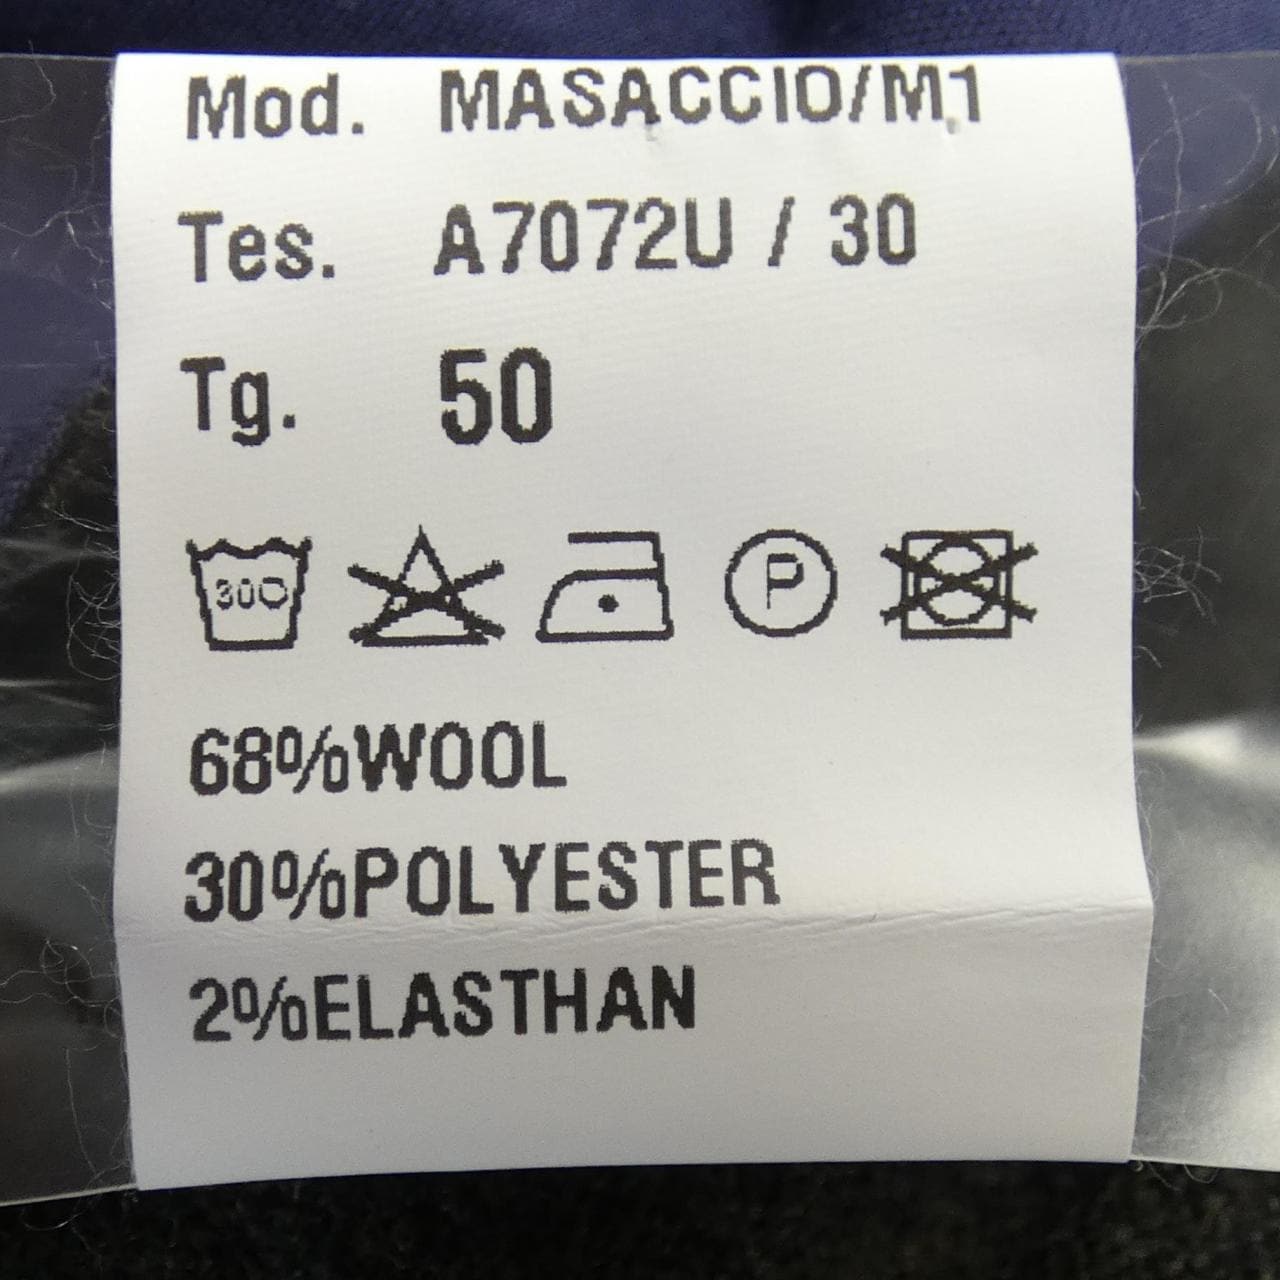 Mod. MASACCIO/M1
Tes. A7072U / 30
Tg. 50
30C P
68%WOOL
30%POLYESTER
2%ELASTHAN